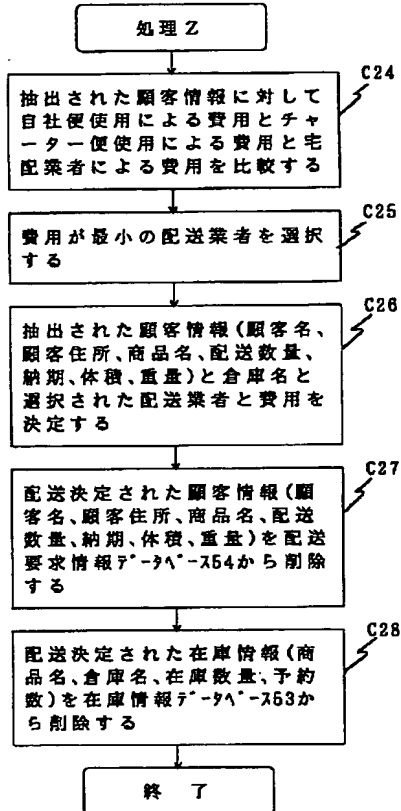 処理Z
C24
抽出された顧客情報に対して
自社便使用による費用とチャ
ーター便使用による費用と宅
配業者による費用を比較する
C25
費用が最小の配送業者を選択
する
C26
抽出された顧客情報(顧客名、
顧客住所、商品名、配送数量、
納期、体積、重量)と倉庫名と
選択された配送業者と費用を
決定する
C27
配送決定された顧客情報(顧
客名、顧客住所、商品名、配送
数量、納期、体積、重量)を配送
要求情報データベース54から削除
する
C28
配送決定された在庫情報(商
品名、倉庫名、在庫数量、予約
数)を在庫情報データベース53か
ら削除する
終了